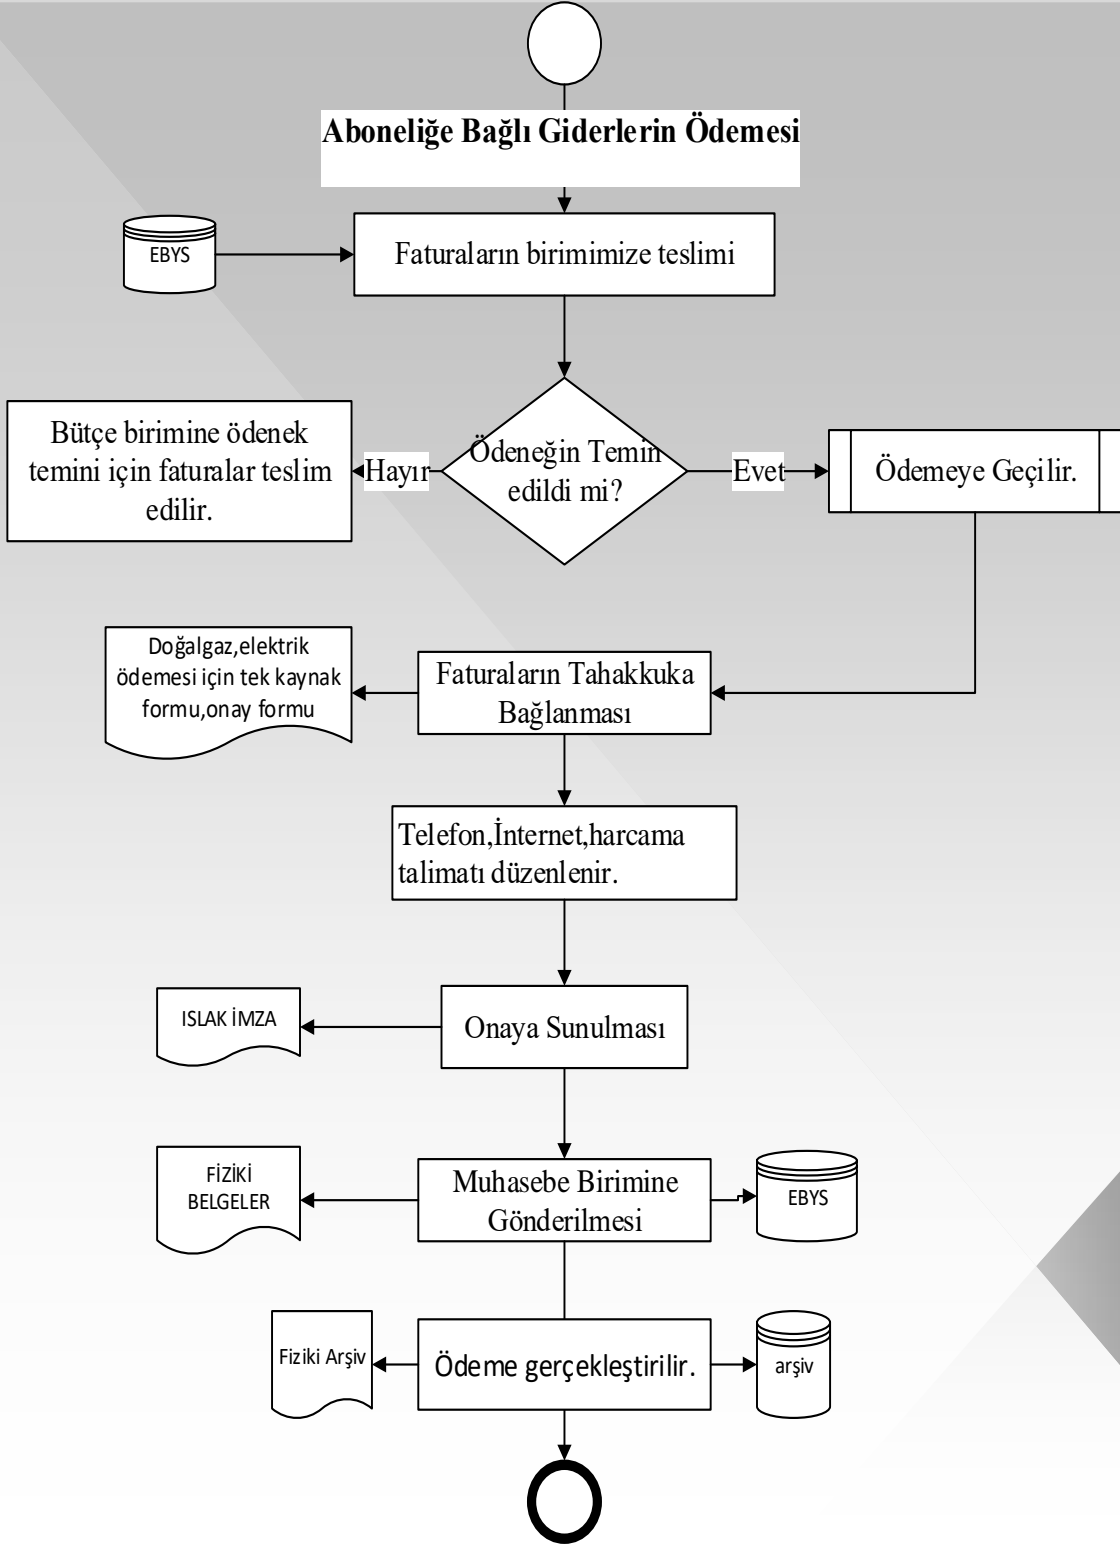 Aboneliğe Bağlı Giderlerin Ödemesi
EBYS
Faturaların birimimize teslimi
Bütçe birimine ödenek
temini için faturalar teslim
edilir.
Hayır
Ödeneğin Temin
edildi mi?
Evet
Ödemeye Geçilir.
Doğalgaz,elektrik
ödemesi için tek kaynak
formu,onay formu
Faturaların Tahakkuka
Bağlanması
Telefon,İnternet,harcama
talimatı düzenlenir.
ISLAK İMZA
Onaya Sunulması
FİZİKİ
BELGELER
Muhasebe Birimine
Gönderilmesi
EBYS
Fiziki Arşiv
Ödeme gerçekleştirilir.
arşiv